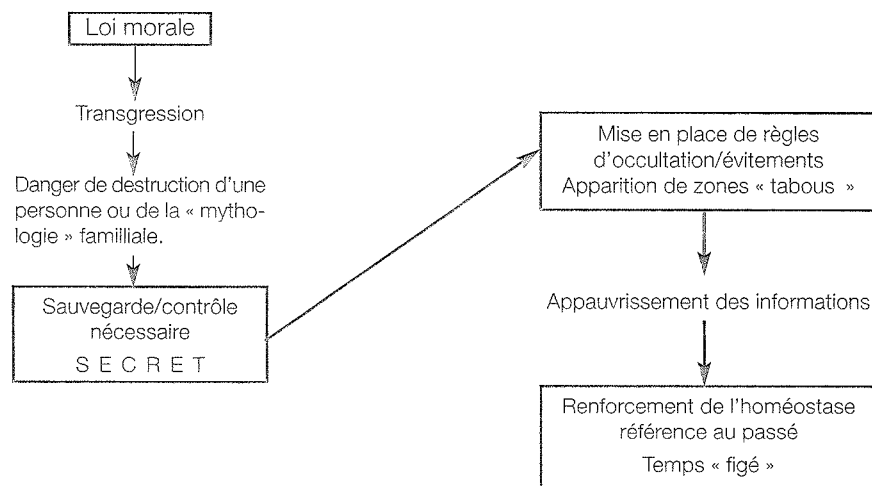 Loi morale
Transgression
Danger de destruction d'une
personne ou de la « mytho-
logie » familiale.
Sauvegarde/contrôle
nécessaire
S E C R E T
Mise en place de règles
d'occultation/évitements
Apparition de zones « tabous »
Appauvrissement des informations
Renforcement de l'homéostase
référence au passé
Temps « figé »